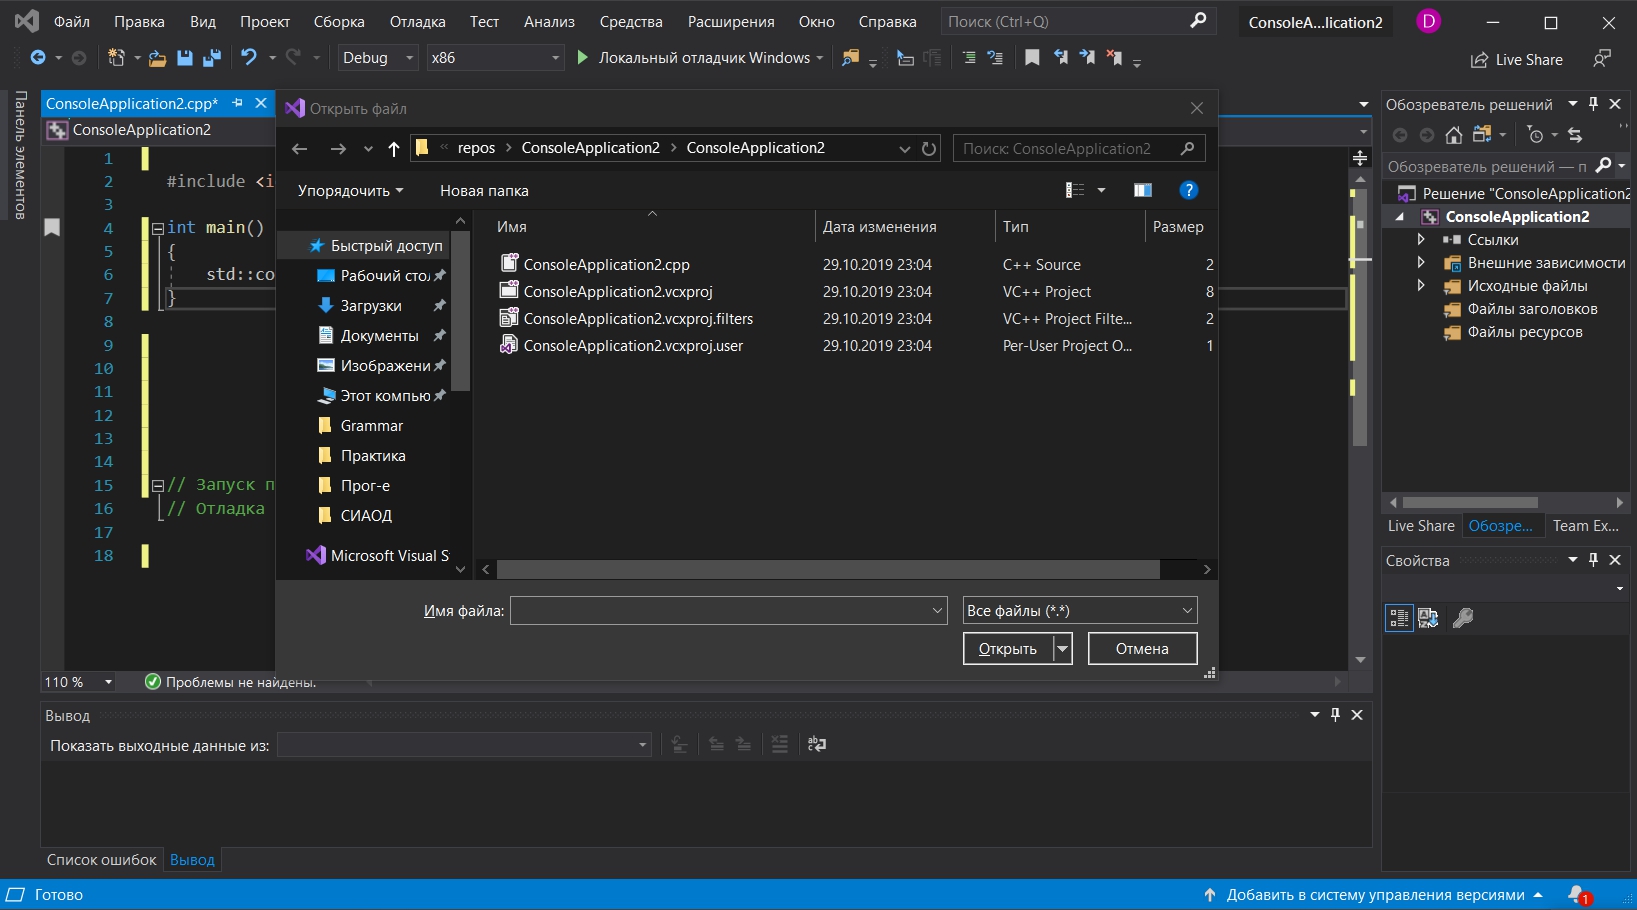 Файл Правка Вид Проект Сборка Отладка Тест Анализ Средства Расширения Окно Справка Поиск (Ctrl+Q) ConsoleA...lication2 D
Debug x86 Локальный отладчик Windows Live Share
Панель элементов
ConsoleApplication2.cpp*
ConsoleApplication2
1
2 #include <i
3
4 int main()
5 {
6 std::co
7 }
8
9
10
11
12
13
14
15 // Запуск п
16 // Отладка
17
18
110 % Проблемы не найдены.
Открыть файл
« repos > ConsoleApplication2 > ConsoleApplication2 Поиск: ConsoleApplication2
Упорядочить Новая папка ?
Быстрый доступ
Рабочий сто
Загрузки
Документы
Изображени
Этот компью
Grammar
Практика
Прог-е
СИАОД
Microsoft Visual S
Имя Дата изменения Тип Размер
ConsoleApplication2.cpp 29.10.2019 23:04 C++ Source 2
ConsoleApplication2.vcxproj 29.10.2019 23:04 VC++ Project 8
ConsoleApplication2.vcxproj.filters 29.10.2019 23:04 VC++ Project Filte... 2
ConsoleApplication2.vcxproj.user 29.10.2019 23:04 Per-User Project O... 1
Имя файла: Все файлы (*.*)
Открыть Отмена
Обозреватель решений
Обозреватель решений — п
Решение "ConsoleApplication2
ConsoleApplication2
Ссылки
Внешние зависимости
Исходные файлы
Файлы заголовков
Файлы ресурсов
Live Share Обозре... Team Ex...
Свойства
Вывод
Показать выходные данные из:
Список ошибок Вывод
Готово Добавить в систему управления версиями 1